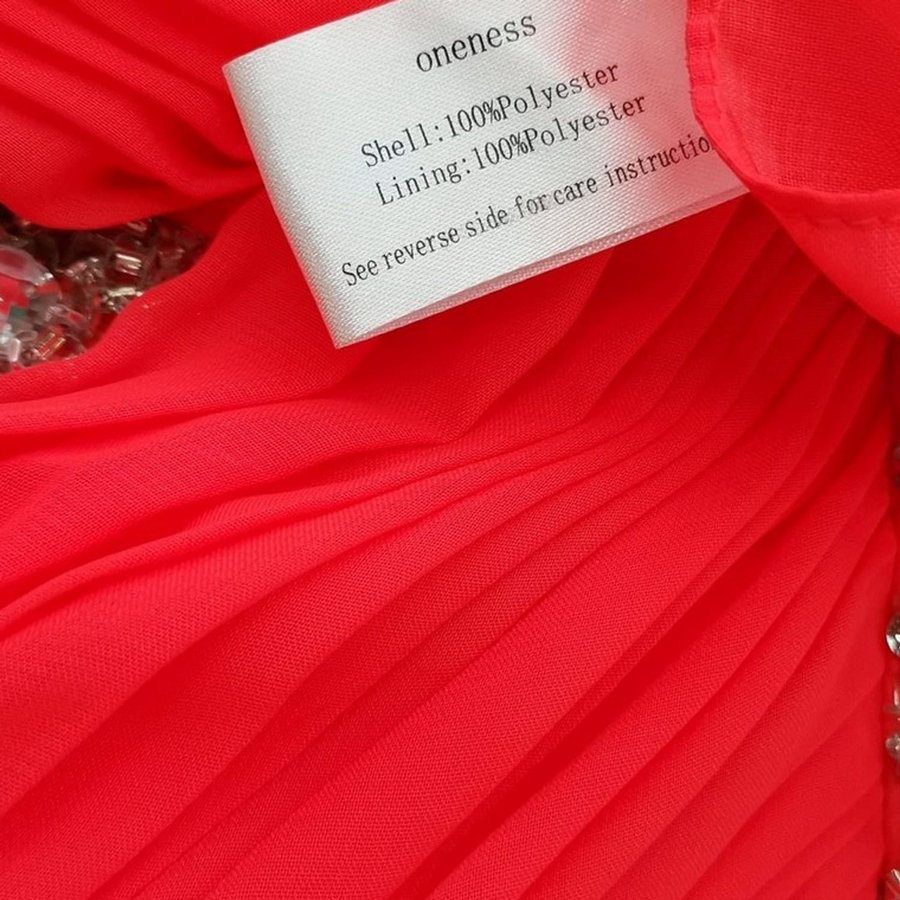 oneness
Shell:100%Polyester
Lining:100%Polyester
See reverse side for care instructio